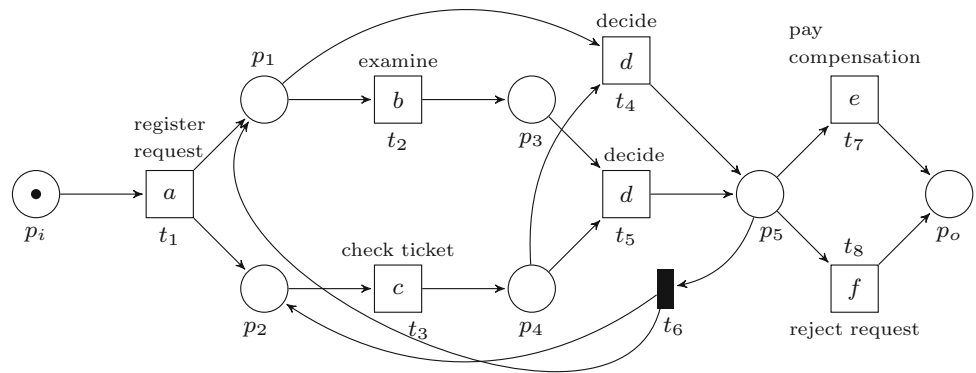 decide
pay
compensation
p₁
examine
d
e
b
t₄
p₃
t₇
t₂
register
request
decide
a
d
pᵢ
t₁
t₅
p₅
pₒ
check ticket
t₈
c
f
p₂
t₃
p₄
t₆
reject request